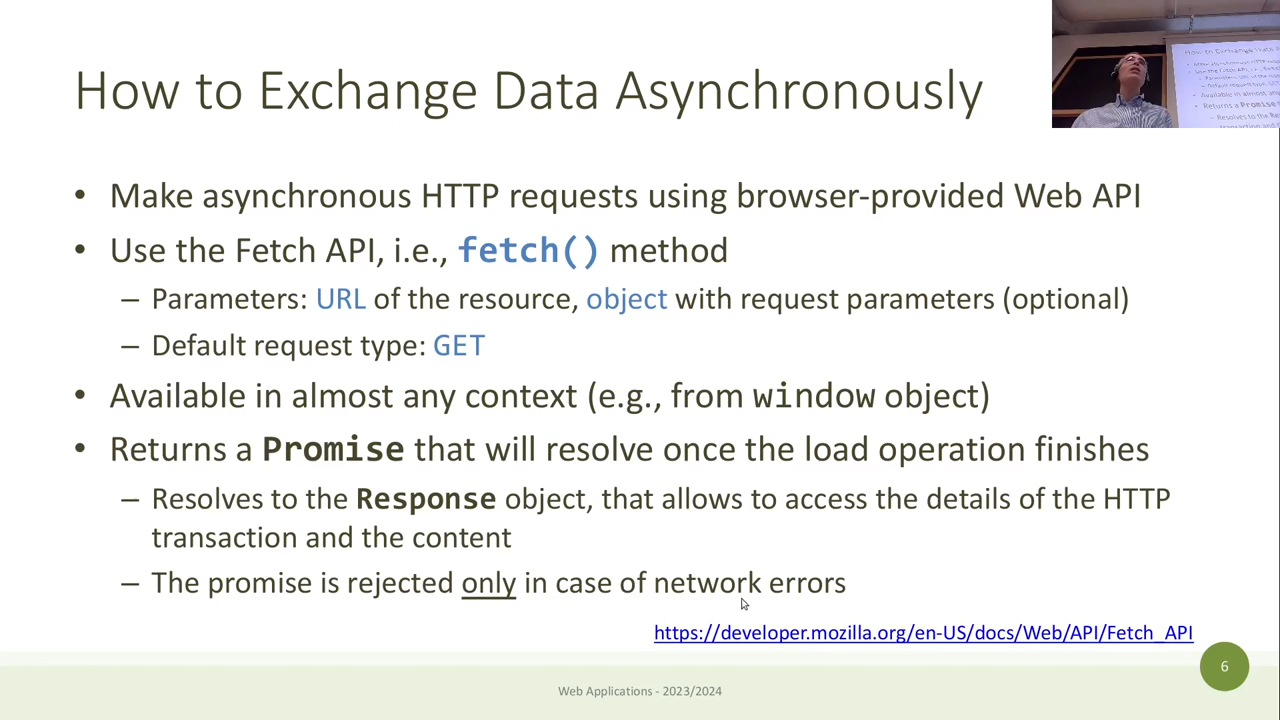 How to Exchange Data Asynchronously
• Make asynchronous HTTP requests using browser-provided Web API
• Use the Fetch API, i.e., fetch() method
– Parameters: URL of the resource, object with request parameters (optional)
– Default request type: GET
• Available in almost any context (e.g., from window object)
• Returns a Promise that will resolve once the load operation finishes
– Resolves to the Response object, that allows to access the details of the HTTP
transaction and the content
– The promise is rejected only in case of network errors
https://developer.mozilla.org/en-US/docs/Web/API/Fetch_API
Web Applications - 2023/2024
6